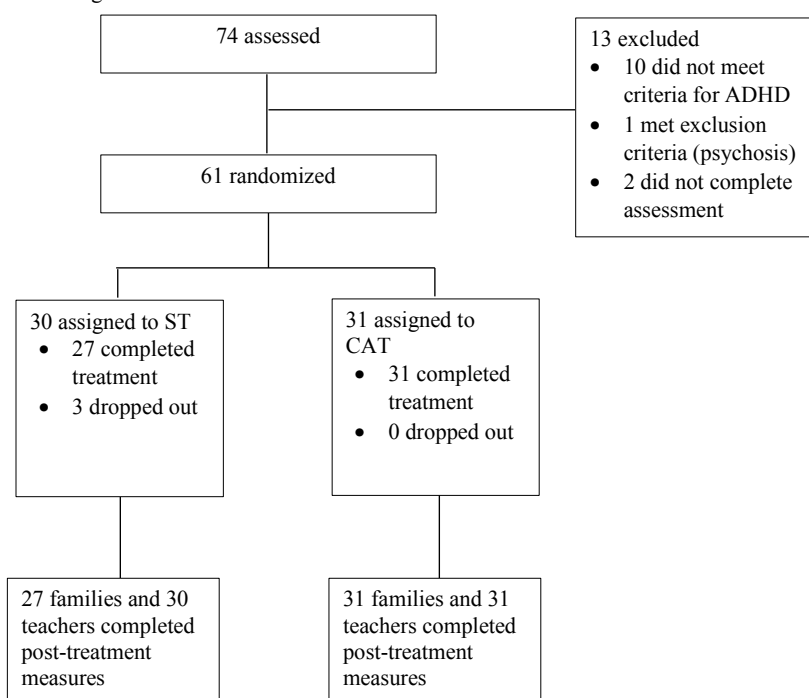 74 assessed
13 excluded
• 10 did not meet
criteria for ADHD
• 1 met exclusion
criteria (psychosis)
• 2 did not complete
assessment
61 randomized
30 assigned to ST
• 27 completed
treatment
• 3 dropped out
31 assigned to
CAT
• 31 completed
treatment
• 0 dropped out
27 families and 30
teachers completed
post-treatment
measures
31 families and 31
teachers completed
post-treatment
measures